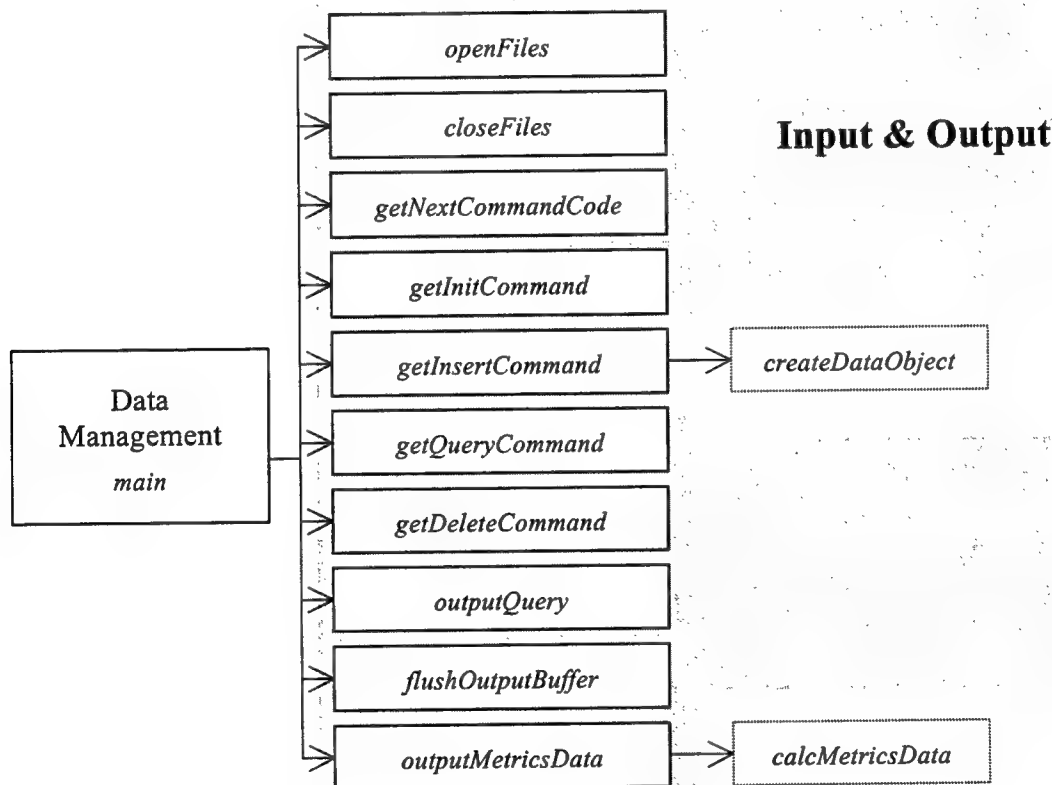 openFiles
closeFiles
Input & Output
getNextCommandCode
getInitCommand
getInsertCommand
createDataObject
Data
Management
main
getQueryCommand
getDeleteCommand
outputQuery
flushOutputBuffer
outputMetricsData
calcMetricsData